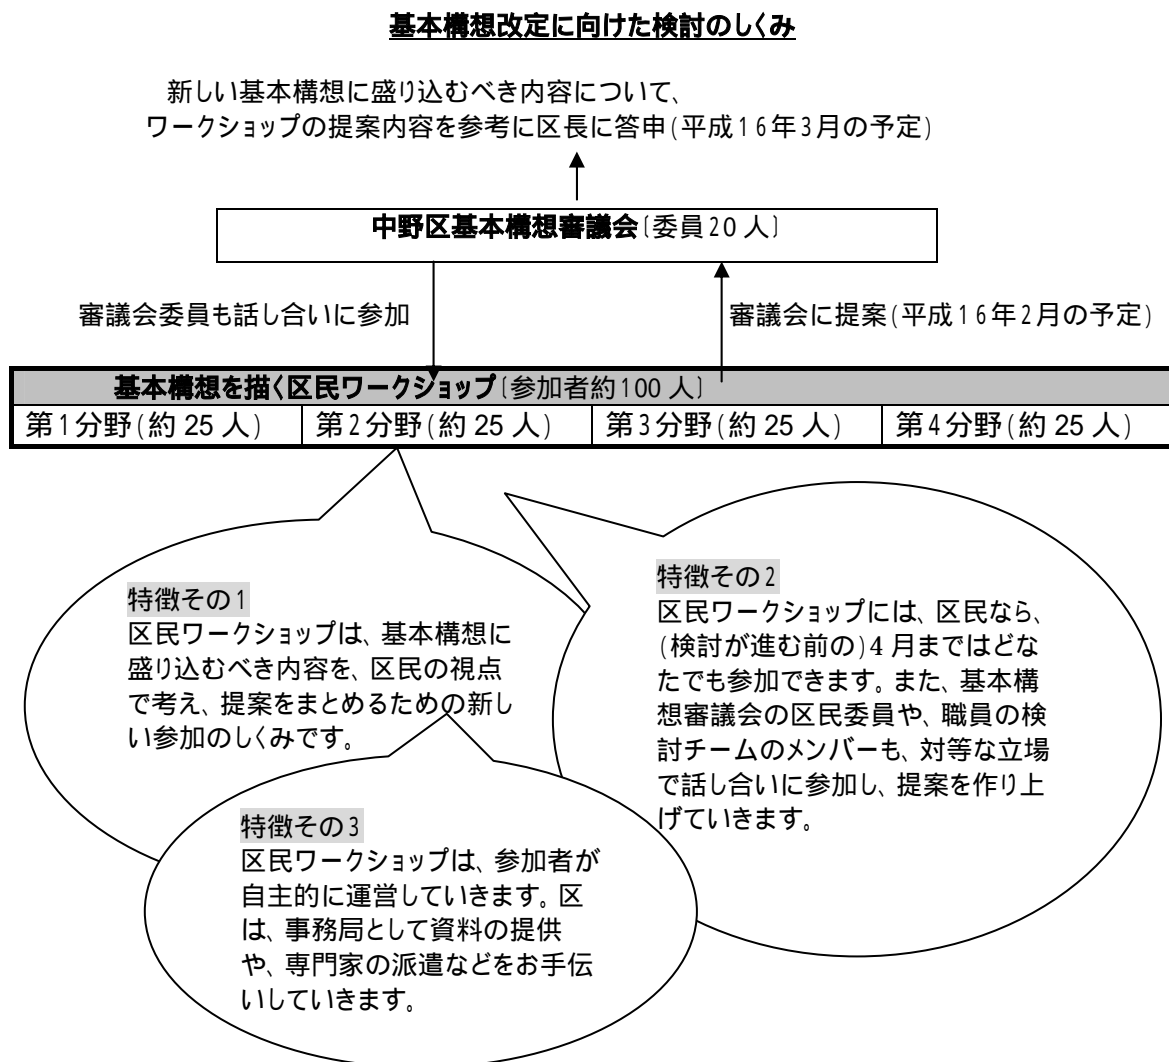 基本構想改定に向けた検討のしくみ
新しい基本構想に盛り込むべき内容について、
ワークショップの提案内容を参考に区長に答申(平成16年3月の予定)
中野区基本構想審議会〔委員20人〕
審議会委員も話し合いに参加
審議会に提案(平成16年2月の予定)
基本構想を描く区民ワークショップ〔参加者約100人〕
第1分野(約25人)
第2分野(約25人)
第3分野(約25人)
第4分野(約25人)
特徴その1
区民ワークショップは、基本構想に
盛り込むべき内容を、区民の視点
で考え、提案をまとめるための新し
い参加のしくみです。
特徴その2
区民ワークショップには、区民なら、
(検討が進む前の)4月まではどな
たでも参加できます。また、基本構
想審議会の区民委員や、職員の検
討チームのメンバーも、対等な立場
で話し合いに参加し、提案を作り上
げていきます。
特徴その3
区民ワークショップは、参加者が
自主的に運営していきます。区
は、事務局として資料の提供
や、専門家の派遣などをお手伝
いしていきます。